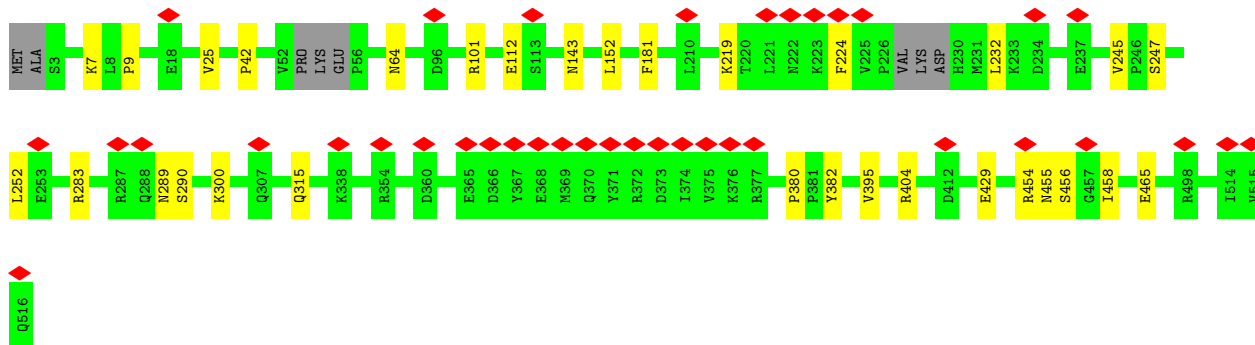 MET ALA S3 K7 L8 P9 E18 V25 P42 V52 PRO LYS GLU P56 N64 D96 R101 E112 S113 N143 L152 F181 L210 K219 T220 L221 N222 K223 F224 V225 P226 VAL LYS ASP H230 M231 L232 K233 D234 E237 V245 P246 S247
L252 E253 R283 R287 Q288 N289 S290 K300 Q307 Q315 K338 R354 D360 E365 D366 Y367 E368 M369 Q370 Y371 R372 D373 I374 V375 K376 R377 P380 P381 Y382 V395 R404 D412 E429 R454 N455 S456 G457 I458 E465 R498 I514 V515
Q516